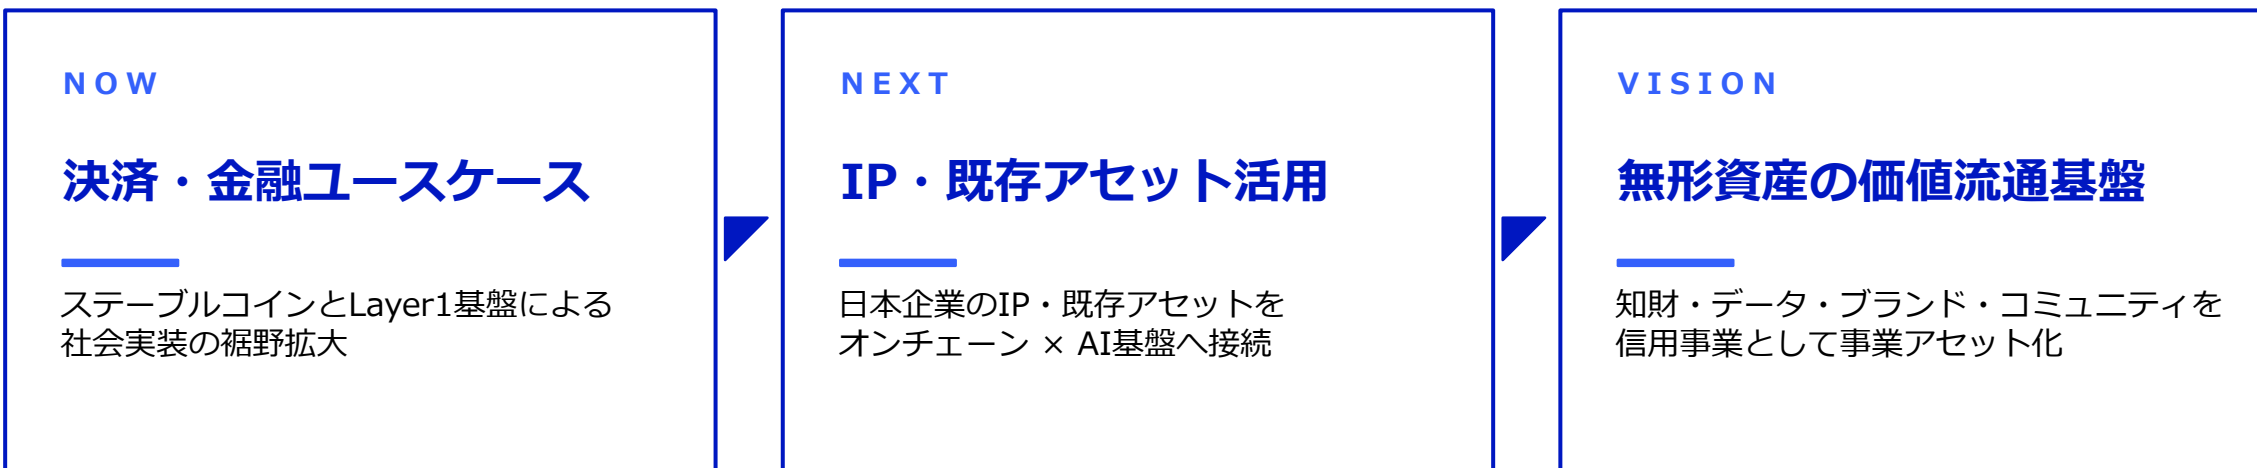 NOW
決済・金融ユースケース
ステーブルコインとLayer1基盤による
社会実装の裾野拡大
NEXT
IP・既存アセット活用
日本企業のIP・既存アセットを
オンチェーン × AI基盤へ接続
VISION
無形資産の価値流通基盤
知財・データ・ブランド・コミュニティを
信用事業として事業アセット化